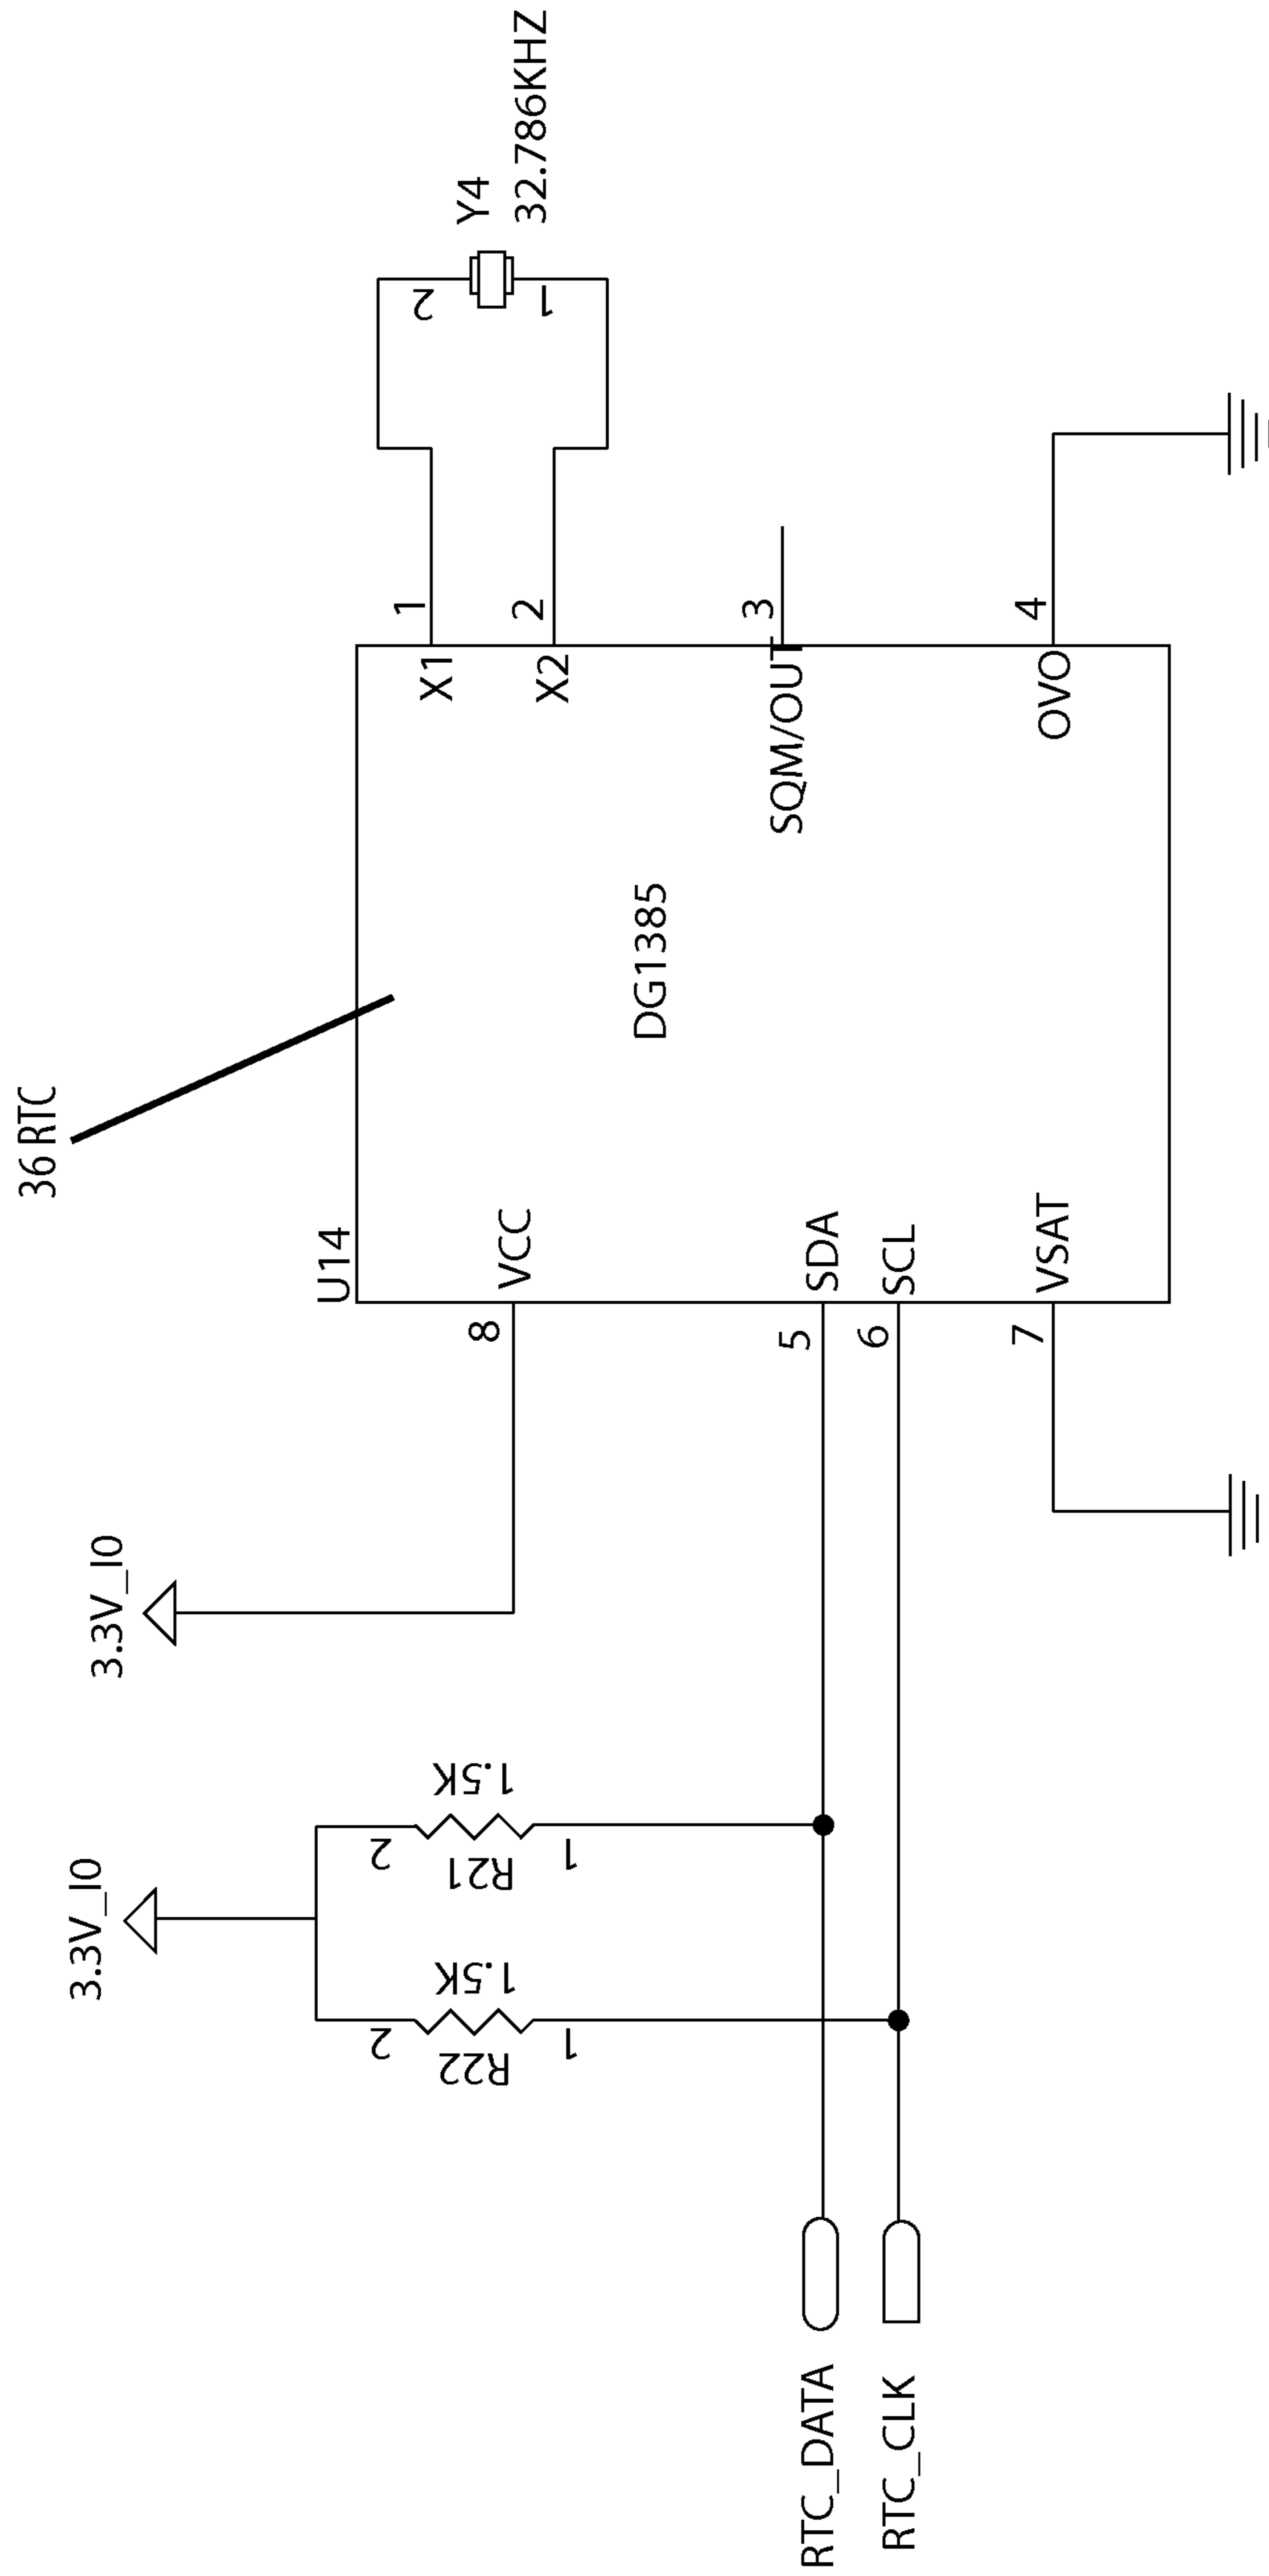 36 RTC
3.3V_I0
3.3V_I0
U14
VCC
8
X1
1
X2
2
Y4
32.786KHZ
2
1
1.5K
R21
2
1
1.5K
R22
2
1
DG1385
SQM/OUT
3
SDA
5
SCL
6
OVO
4
VSAT
7
RTC_DATA
RTC_CLK